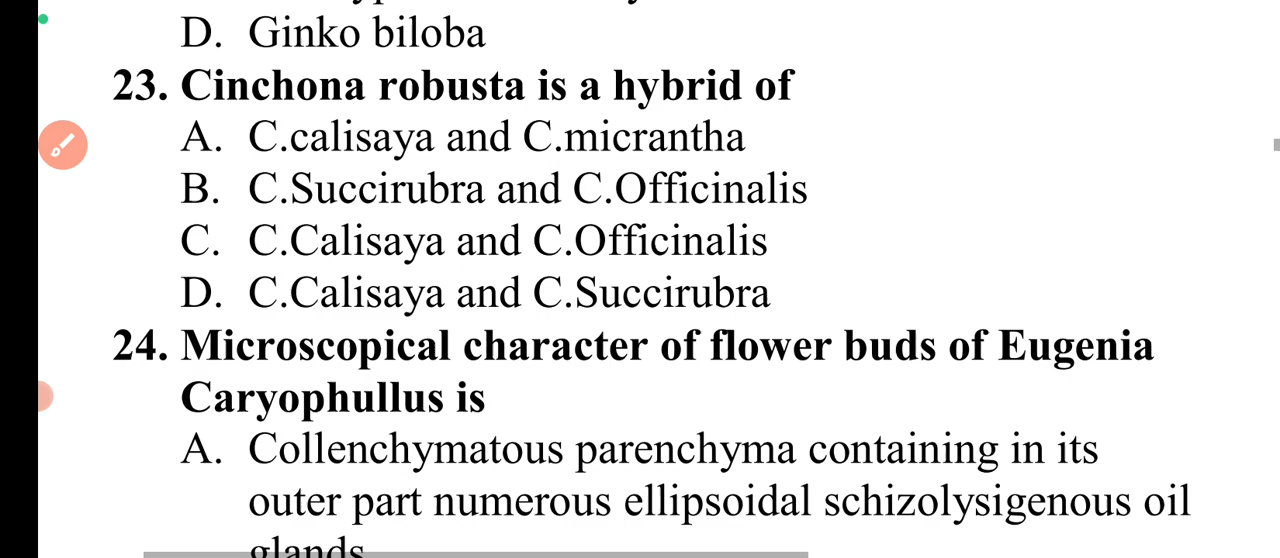 D. Ginko biloba
23. Cinchona robusta is a hybrid of
A. C.calisaya and C.micrantha
B. C.Succirubra and C.Officinalis
C. C.Calisaya and C.Officinalis
D. C.Calisaya and C.Succirubra
24. Microscopical character of flower buds of Eugenia
Caryophullus is
A. Collenchymatous parenchyma containing in its
outer part numerous ellipsoidal schizolysigenous oil
glands